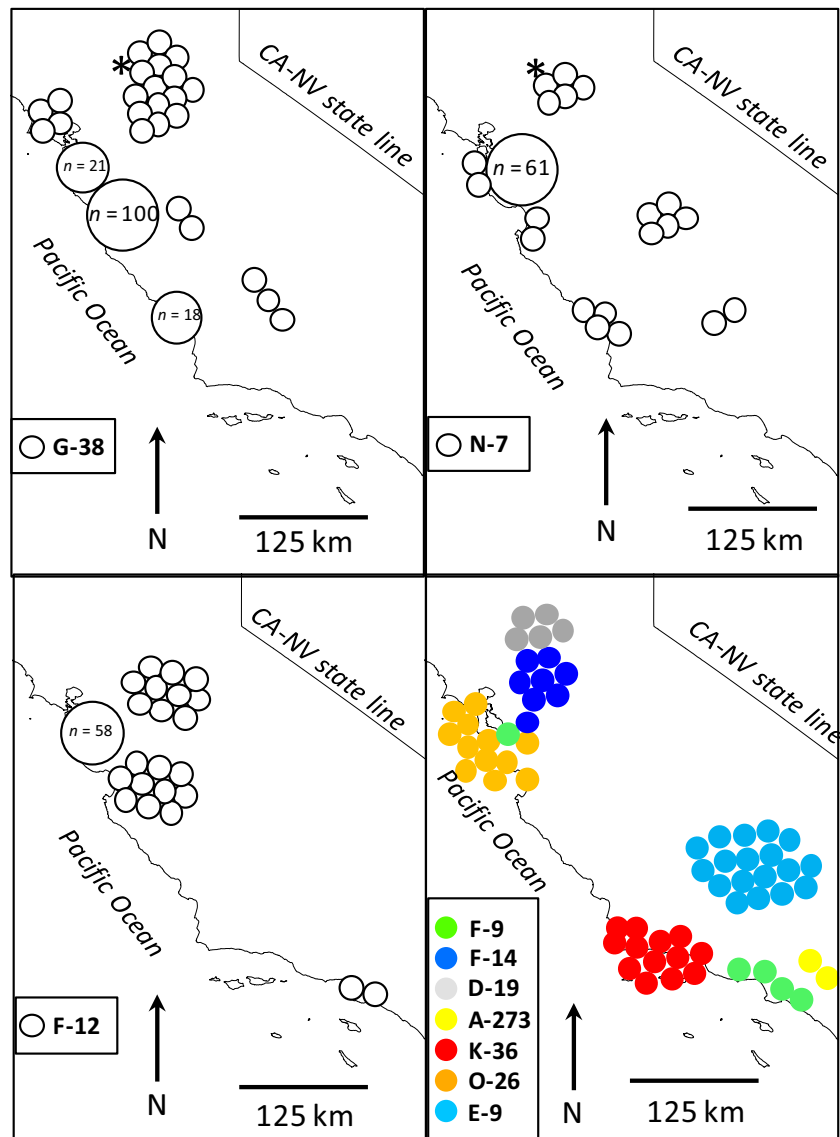 CA-NV state line
*
n = 21
n = 100
n = 18
Pacific Ocean
G-38
N
125 km
CA-NV state line
*
n = 61
Pacific Ocean
N-7
N
125 km
CA-NV state line
n = 58
Pacific Ocean
F-12
N
125 km
CA-NV state line
Pacific Ocean
F-9
F-14
D-19
A-273
K-36
O-26
E-9
N
125 km